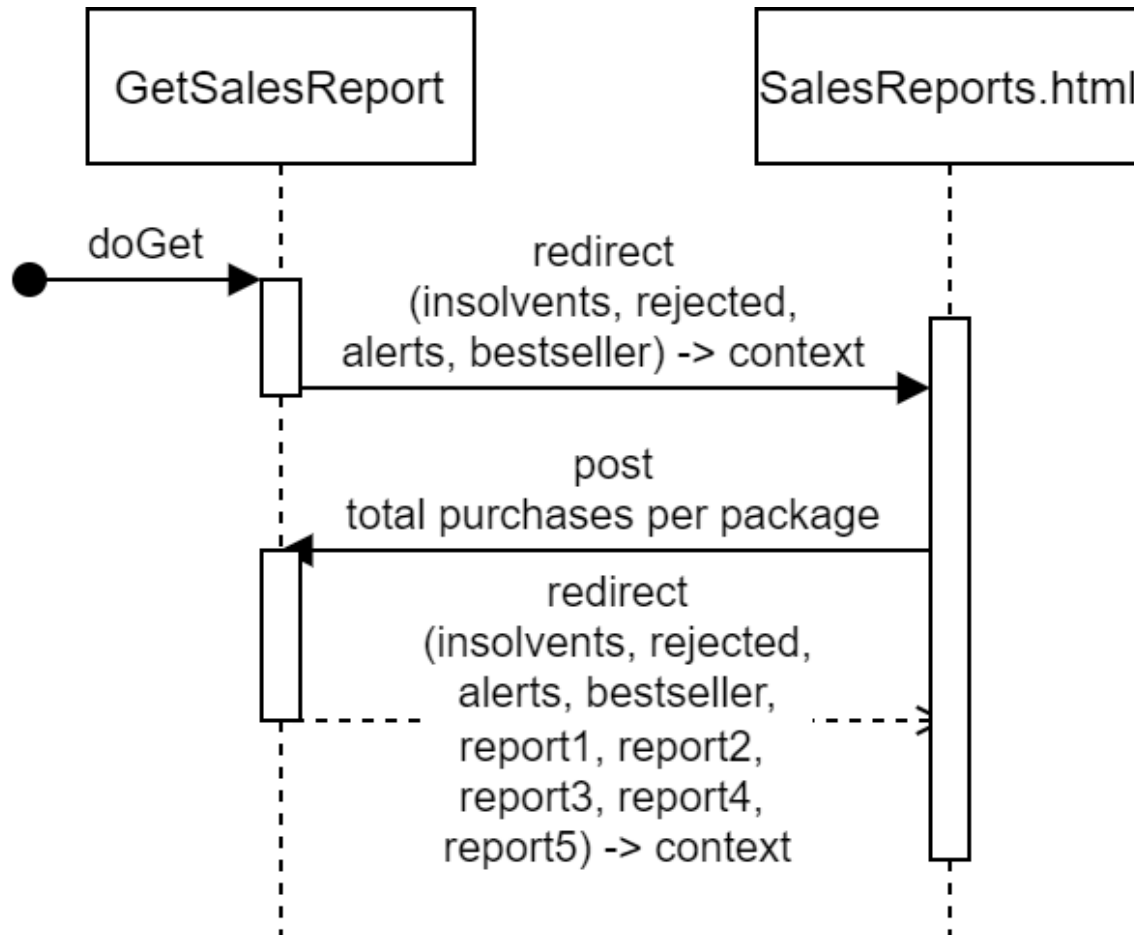 GetSalesReport
SalesReports.html
doGet
redirect
(insolvents, rejected,
alerts, bestseller) -> context
post
total purchases per package
redirect
(insolvents, rejected,
alerts, bestseller,
report1, report2,
report3, report4,
report5) -> context